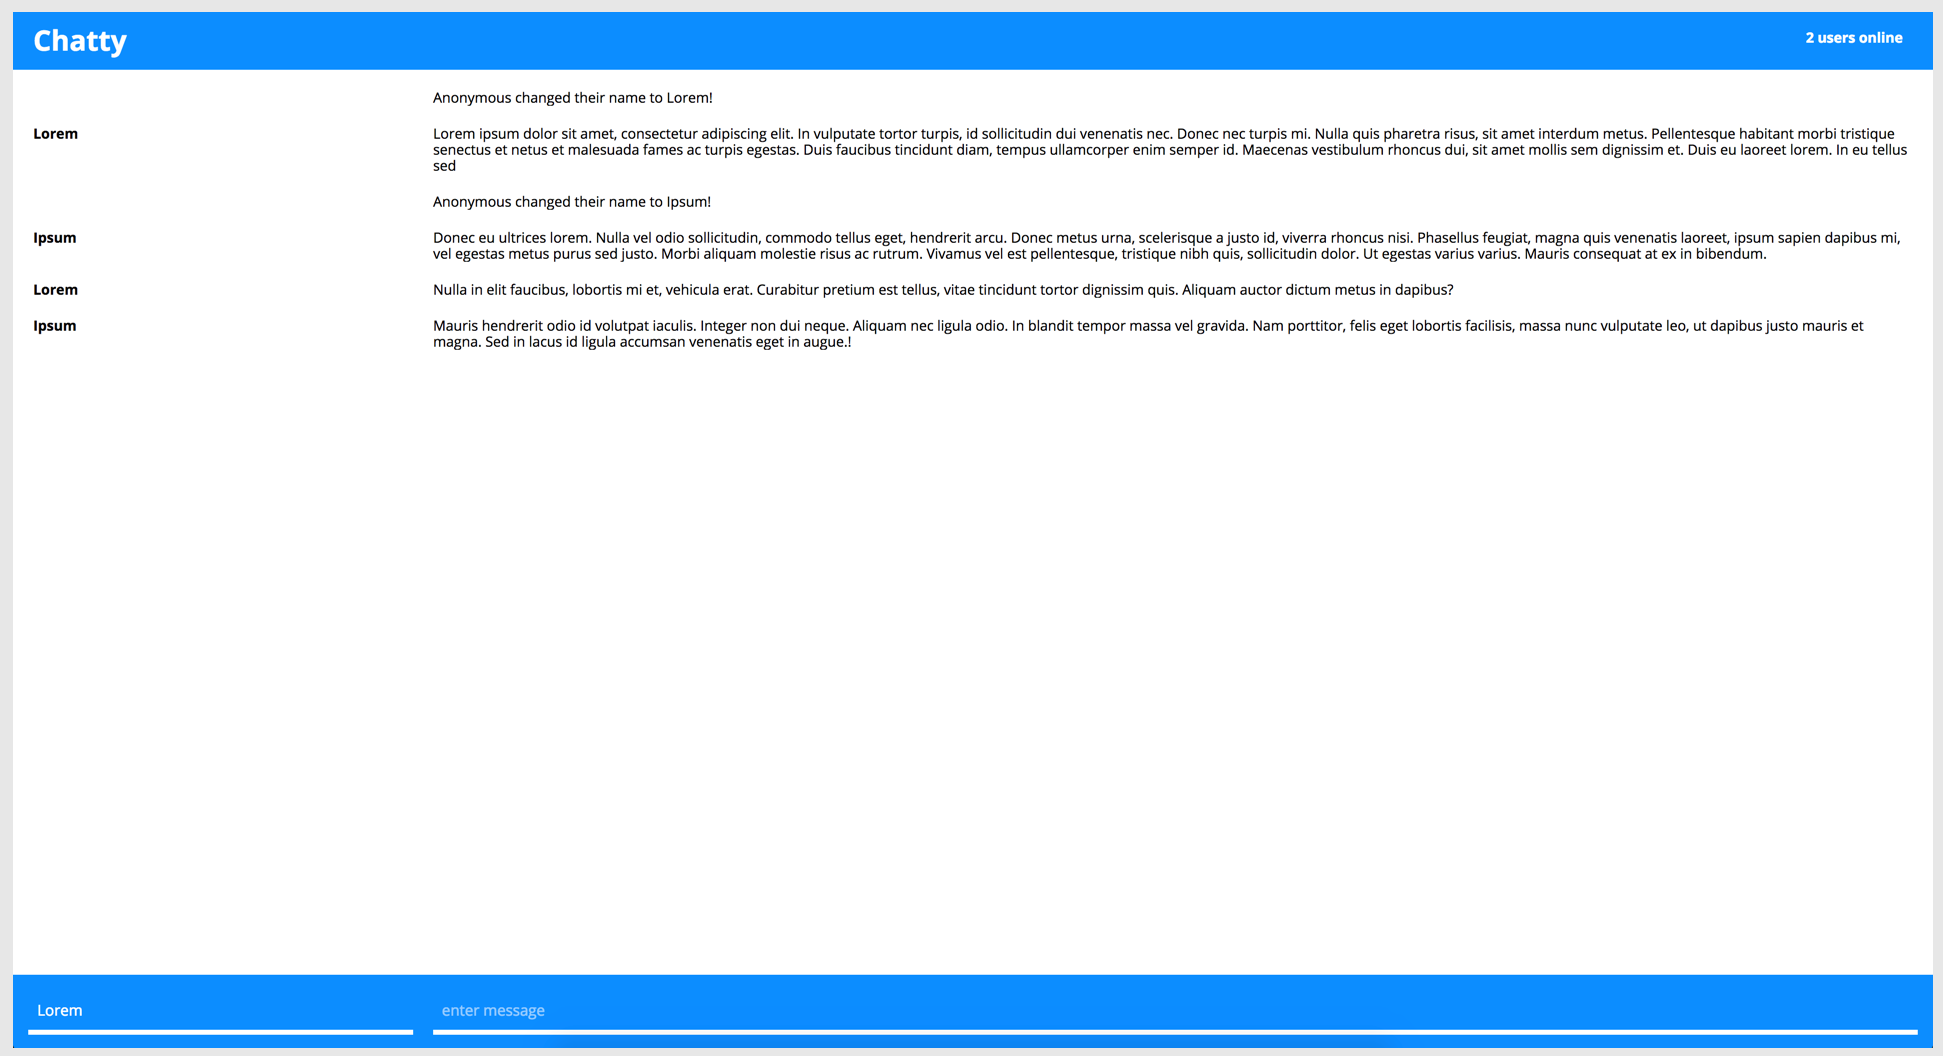 Chatty
2 users online
Anonymous changed their name to Lorem!
Lorem
Lorem ipsum dolor sit amet, consectetur adipiscing elit. In vulputate tortor turpis, id sollicitudin dui venenatis nec. Donec nec turpis mi. Nulla quis pharetra risus, sit amet interdum metus. Pellentesque habitant morbi tristique
senectus et netus et malesuada fames ac turpis egestas. Duis faucibus tincidunt diam, tempus ullamcorper enim semper id. Maecenas vestibulum rhoncus dui, sit amet mollis sem dignissim et. Duis eu laoreet lorem. In eu tellus
sed
Anonymous changed their name to Ipsum!
Ipsum
Donec eu ultrices lorem. Nulla vel odio sollicitudin, commodo tellus eget, hendrerit arcu. Donec metus urna, scelerisque a justo id, viverra rhoncus nisi. Phasellus feugiat, magna quis venenatis laoreet, ipsum sapien dapibus mi,
vel egestas metus purus sed justo. Morbi aliquam molestie risus ac rutrum. Vivamus vel est pellentesque, tristique nibh quis, sollicitudin dolor. Ut egestas varius varius. Mauris consequat at ex in bibendum.
Lorem
Nulla in elit faucibus, lobortis mi et, vehicula erat. Curabitur pretium est tellus, vitae tincidunt tortor dignissim quis. Aliquam auctor dictum metus in dapibus?
Ipsum
Mauris hendrerit odio id volutpat iaculis. Integer non dui neque. Aliquam nec ligula odio. In blandit tempor massa vel gravida. Nam porttitor, felis eget lobortis facilisis, massa nunc vulputate leo, ut dapibus justo mauris et
magna. Sed in lacus id ligula accumsan venenatis eget in augue.!
Lorem
enter message